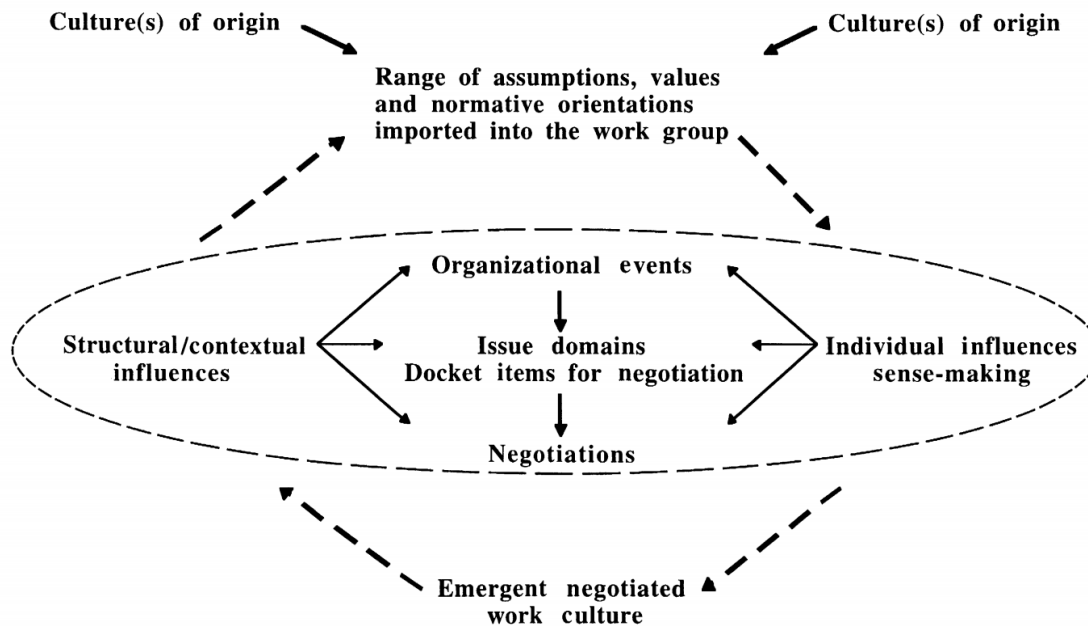 Culture(s) of origin
Culture(s) of origin
Range of assumptions, values
and normative orientations
imported into the work group
Organizational events
Structural/contextual
influences
Issue domains
Docket items for negotiation
Individual influences
sense-making
Negotiations
Emergent negotiated
work culture